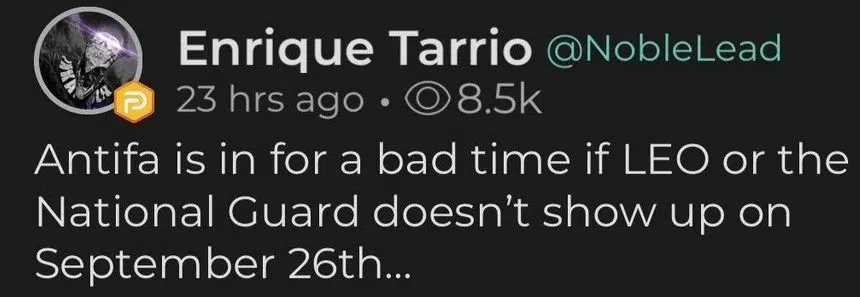 Enrique Tarrio @NobleLead
23 hrs ago • 8.5k
Antifa is in for a bad time if LEO or the
National Guard doesn't show up on
September 26th...